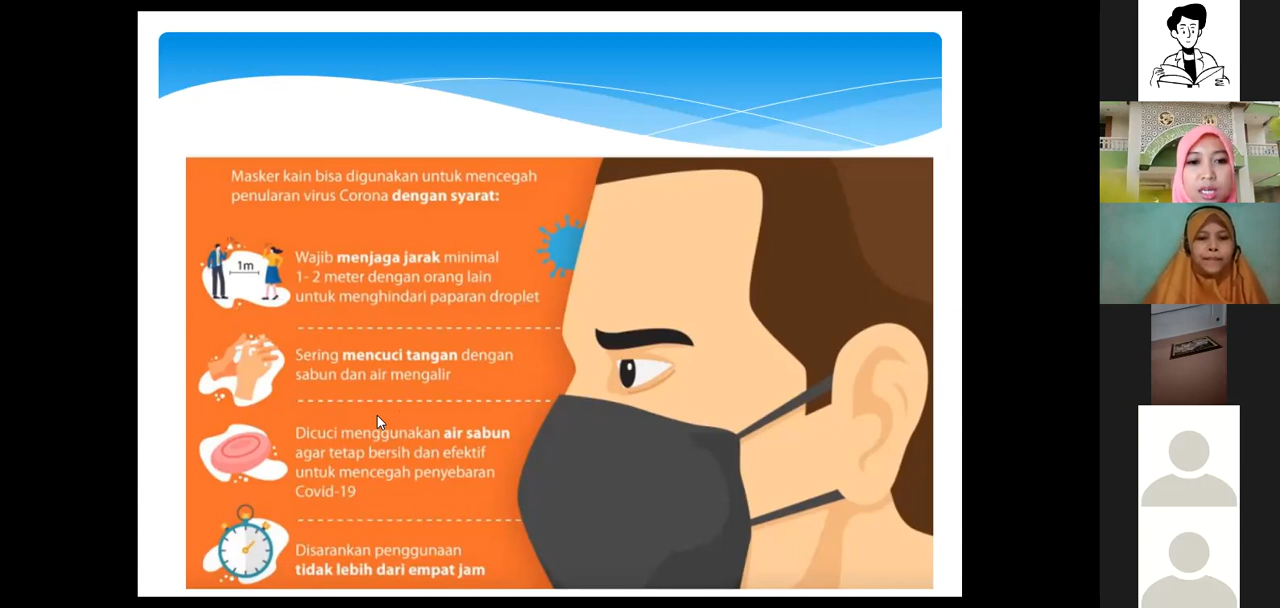 Masker kain bisa digunakan untuk mencegah
penularan virus Corona dengan syarat:
1m
Wajib menjaga jarak minimal
1- 2 meter dengan orang lain
untuk menghindari paparan droplet
Sering mencuci tangan dengan
sabun dan air mengalir
Dicuci menggunakan air sabun
agar tetap bersih dan efektif
untuk mencegah penyebaran
Covid-19
Disarankan penggunaan
tidak lebih dari empat jam